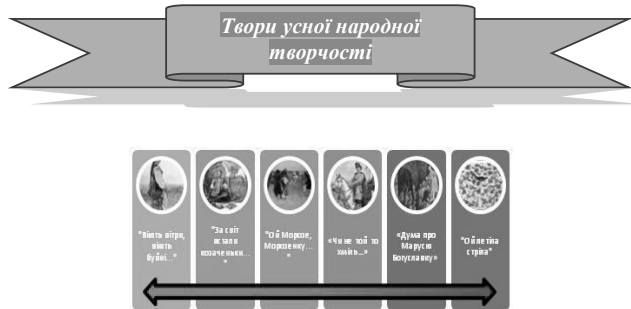 Твори усної народної
творчості
"Віють вітри,
віють
буйні..."
"За світ
встали
козаченьки...
"
"Ой Морозе,
Морозенку...
"
«Чи не той то
хміль...»
«Дума про
Марусю
Богуславку»
"Ой летіла
стріла"